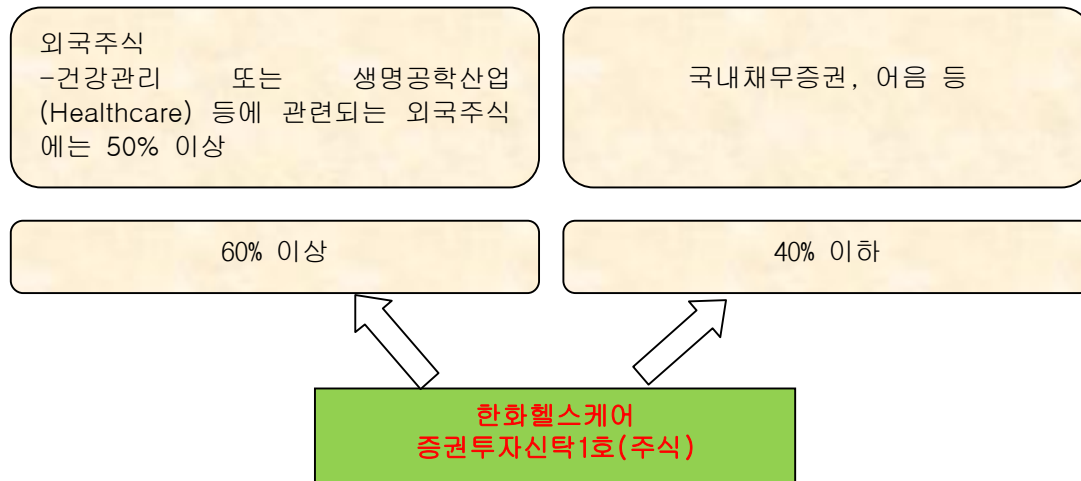 외국주식
-건강관리 또는 생명공학산업
(Healthcare) 등에 관련되는 외국주식
에는 50% 이상
국내채무증권, 어음 등
60% 이상
40% 이하
한화헬스케어
증권투자신탁1호(주식)